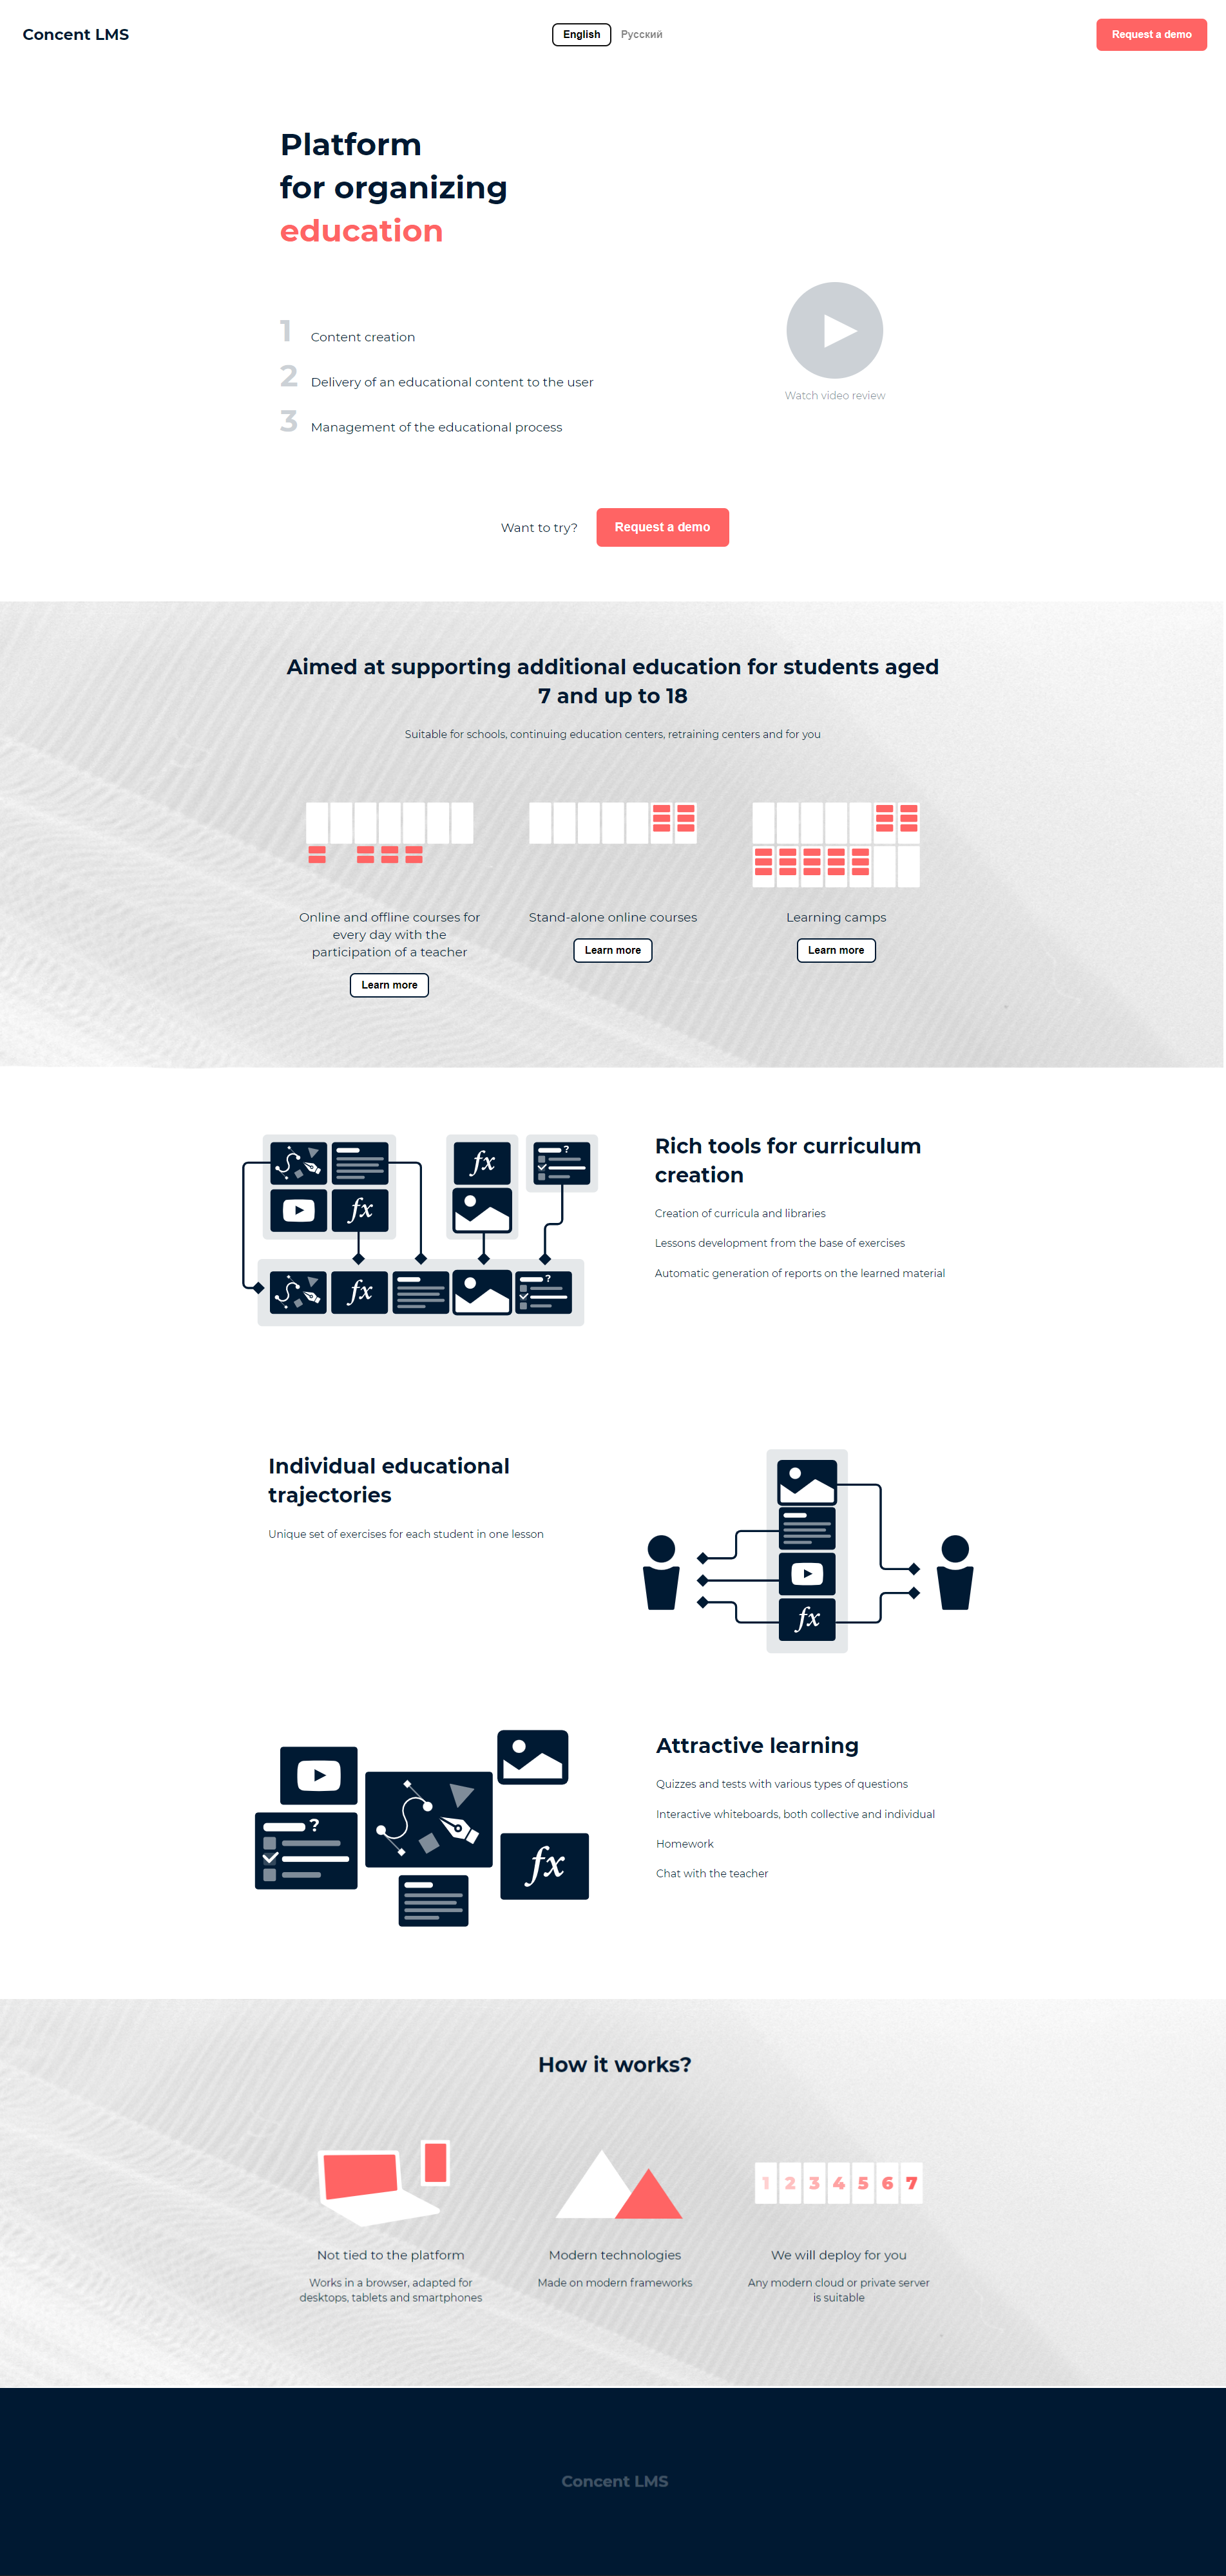 Concent LMS
English
Русский
Request a demo
Platform
for organizing
education
1 Content creation
2 Delivery of an educational content to the user
3 Management of the educational process
Watch video review
Want to try?
Request a demo
Aimed at supporting additional education for students aged
7 and up to 18
Suitable for schools, continuing education centers, retraining centers and for you
Online and offline courses for
every day with the
participation of a teacher
Learn more
Stand-alone online courses
Learn more
Learning camps
Learn more
fx
?
fx
fx
?
Rich tools for curriculum
creation
Creation of curricula and libraries
Lessons development from the base of exercises
Automatic generation of reports on the learned material
Individual educational
trajectories
Unique set of exercises for each student in one lesson
fx
?
fx
Attractive learning
Quizzes and tests with various types of questions
Interactive whiteboards, both collective and individual
Homework
Chat with the teacher
How it works?
Not tied to the platform
Works in a browser, adapted for
desktops, tablets and smartphones
Modern technologies
Made on modern frameworks
1 2 3 4 5 6 7
We will deploy for you
Any modern cloud or private server
is suitable
Concent LMS